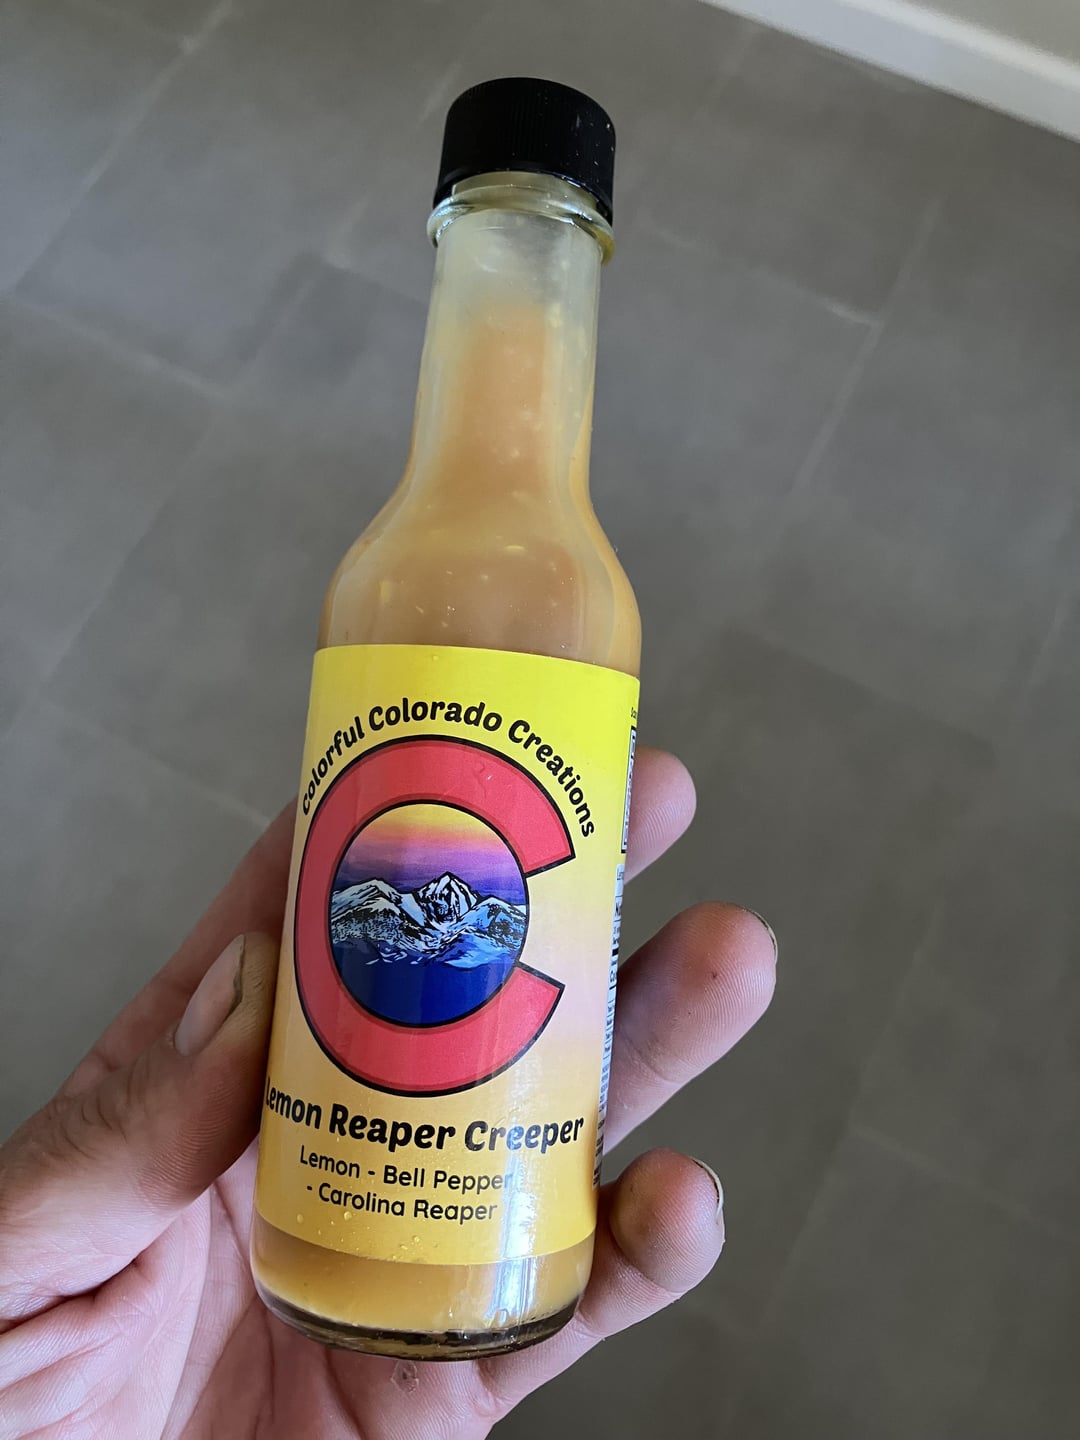 Colorful Colorado Creations
Lemon Reaper Creeper
Lemon - Bell Pepper
- Carolina Reaper